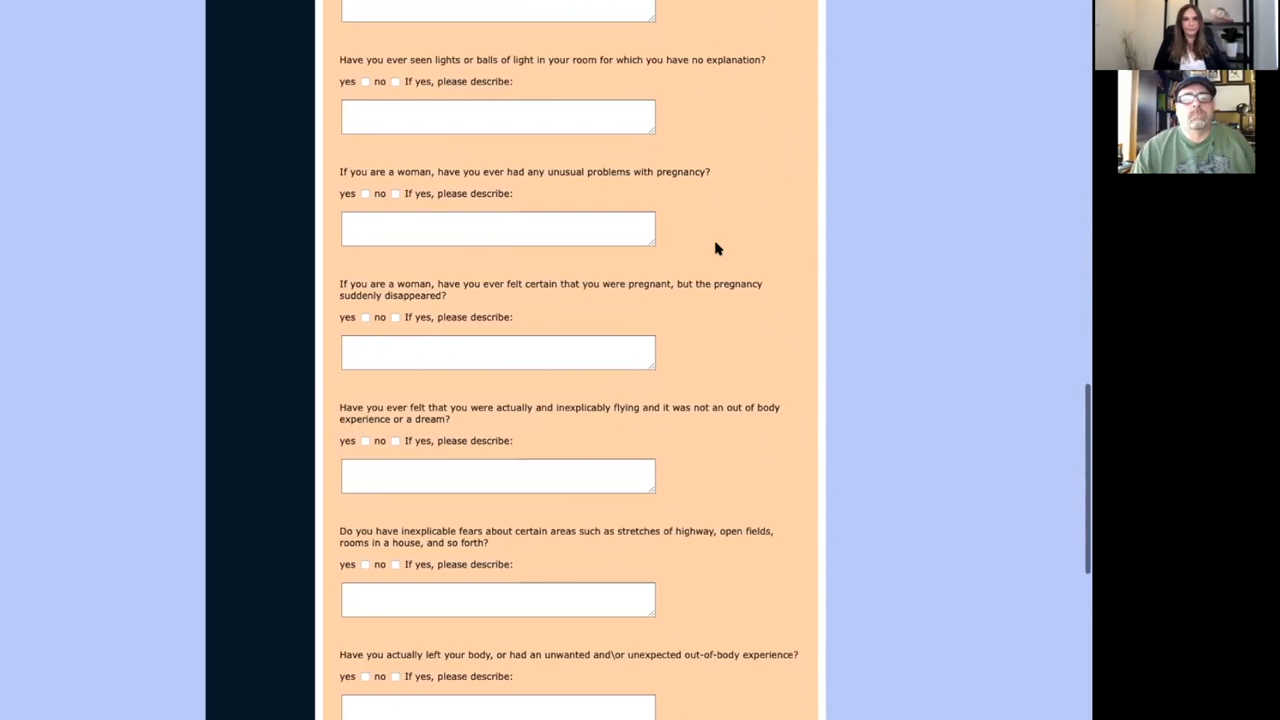 Have you ever seen lights or balls of light in your room for which you have no explanation?
yes no If yes, please describe:
If you are a woman, have you ever had any unusual problems with pregnancy?
yes no If yes, please describe:
If you are a woman, have you ever felt certain that you were pregnant, but the pregnancy
suddenly disappeared?
yes no If yes, please describe:
Have you ever felt that you were actually and inexplicably flying and it was not an out of body
experience or a dream?
yes no If yes, please describe:
Do you have inexplicable fears about certain areas such as stretches of highway, open fields,
rooms in a house, and so forth?
yes no If yes, please describe:
Have you actually left your body, or had an unwanted and\or unexpected out-of-body experience?
yes no If yes, please describe: